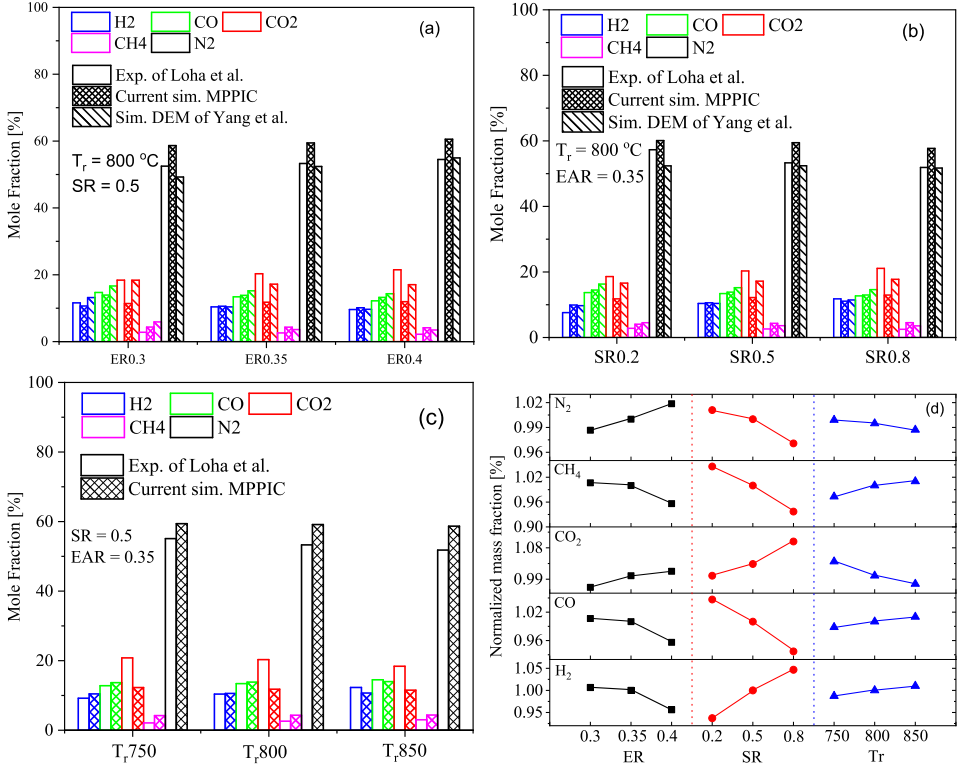 H2 CO CO2 (a)
CH4 N2
Exp. of Loha et al.
Current sim. MPPIC
Sim. DEM of Yang et al.
Tr = 800 °C
SR = 0.5
Mole Fraction [%]
100
80
60
40
20
0
ER0.3 ER0.35 ER0.4
H2 CO CO2 (b)
CH4 N2
Exp. of Loha et al.
Current sim. MPPIC
Sim. DEM of Yang et al.
Tr = 800 °C
EAR = 0.35
Mole Fraction [%]
100
80
60
40
20
0
SR0.2 SR0.5 SR0.8
H2 CO CO2 (c)
CH4 N2
Exp. of Loha et al.
Current sim. MPPIC
SR = 0.5
EAR = 0.35
Mole Fraction [%]
100
80
60
40
20
0
Tr750 Tr800 Tr850
(d)
Normalized mass fraction [%]
N2
1.02
0.99
0.96
CH4
1.02
0.96
0.90
CO2
1.08
0.99
CO
1.02
0.96
H2
1.05
1.00
0.95
0.3 0.35 0.4 0.2 0.5 0.8 750 800 850
ER SR Tr